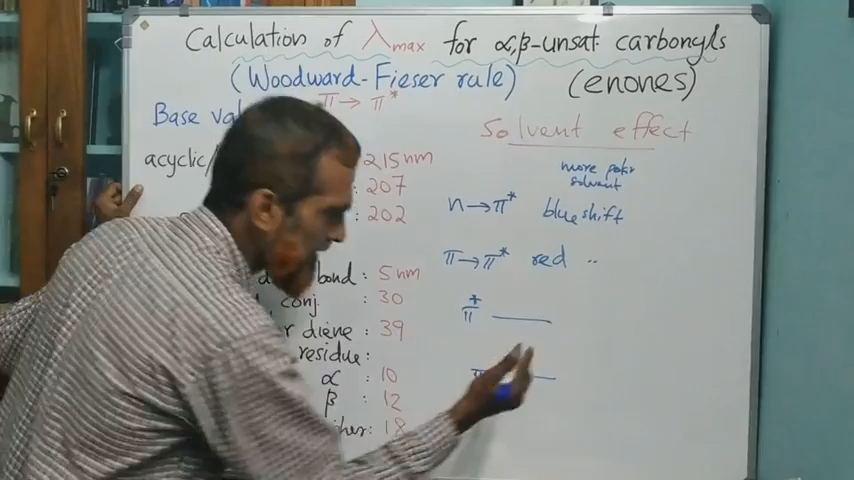 Calculation of λmax for α,β-unsat. carbonyls
(Woodward-Fieser rule) (enones)
π → π*
Base
acyclic/ 215 nm
: 207
: 202
bond : 5 nm
conj : 30
diene : 39
residue :
α : 10
β : 12
: 18
Solvent effect
more polar
solvent
n → π* blue shift
π → π* red ..
π*
π